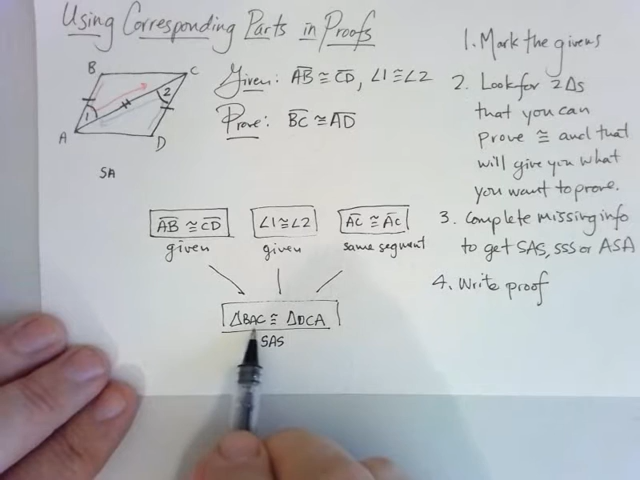 Using Corresponding Parts in Proofs
B
C
1
2
A
D
SA
Given: AB ≅ CD, ∠1 ≅ ∠2
Prove: BC ≅ AD
AB ≅ CD
given
∠1 ≅ ∠2
given
AC ≅ AC
same segment
△BAC ≅ △DCA
SAS
1. Mark the givens
2. Look for 2 △s
that you can
prove ≅ and that
will give you what
you want to prove.
3. Complete missing info
to get SAS, SSS or ASA
4. Write proof